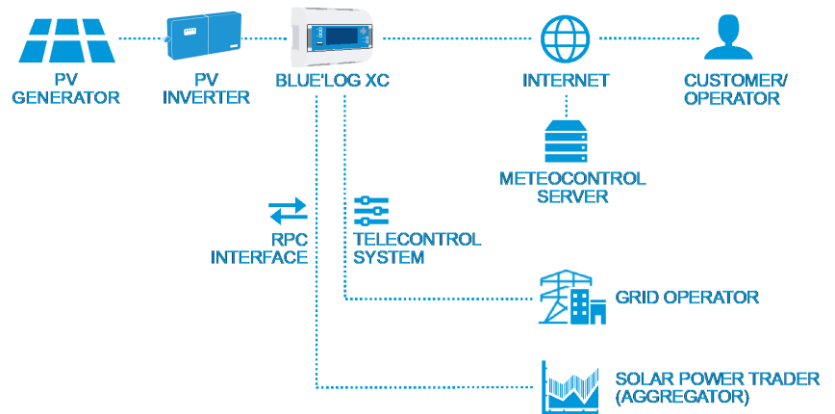 PV
GENERATOR
PV
INVERTER
BLUE'LOG XC
INTERNET
CUSTOMER/
OPERATOR
METEOCONTROL
SERVER
RPC
INTERFACE
TELECONTROL
SYSTEM
GRID OPERATOR
SOLAR POWER TRADER
(AGGREGATOR)